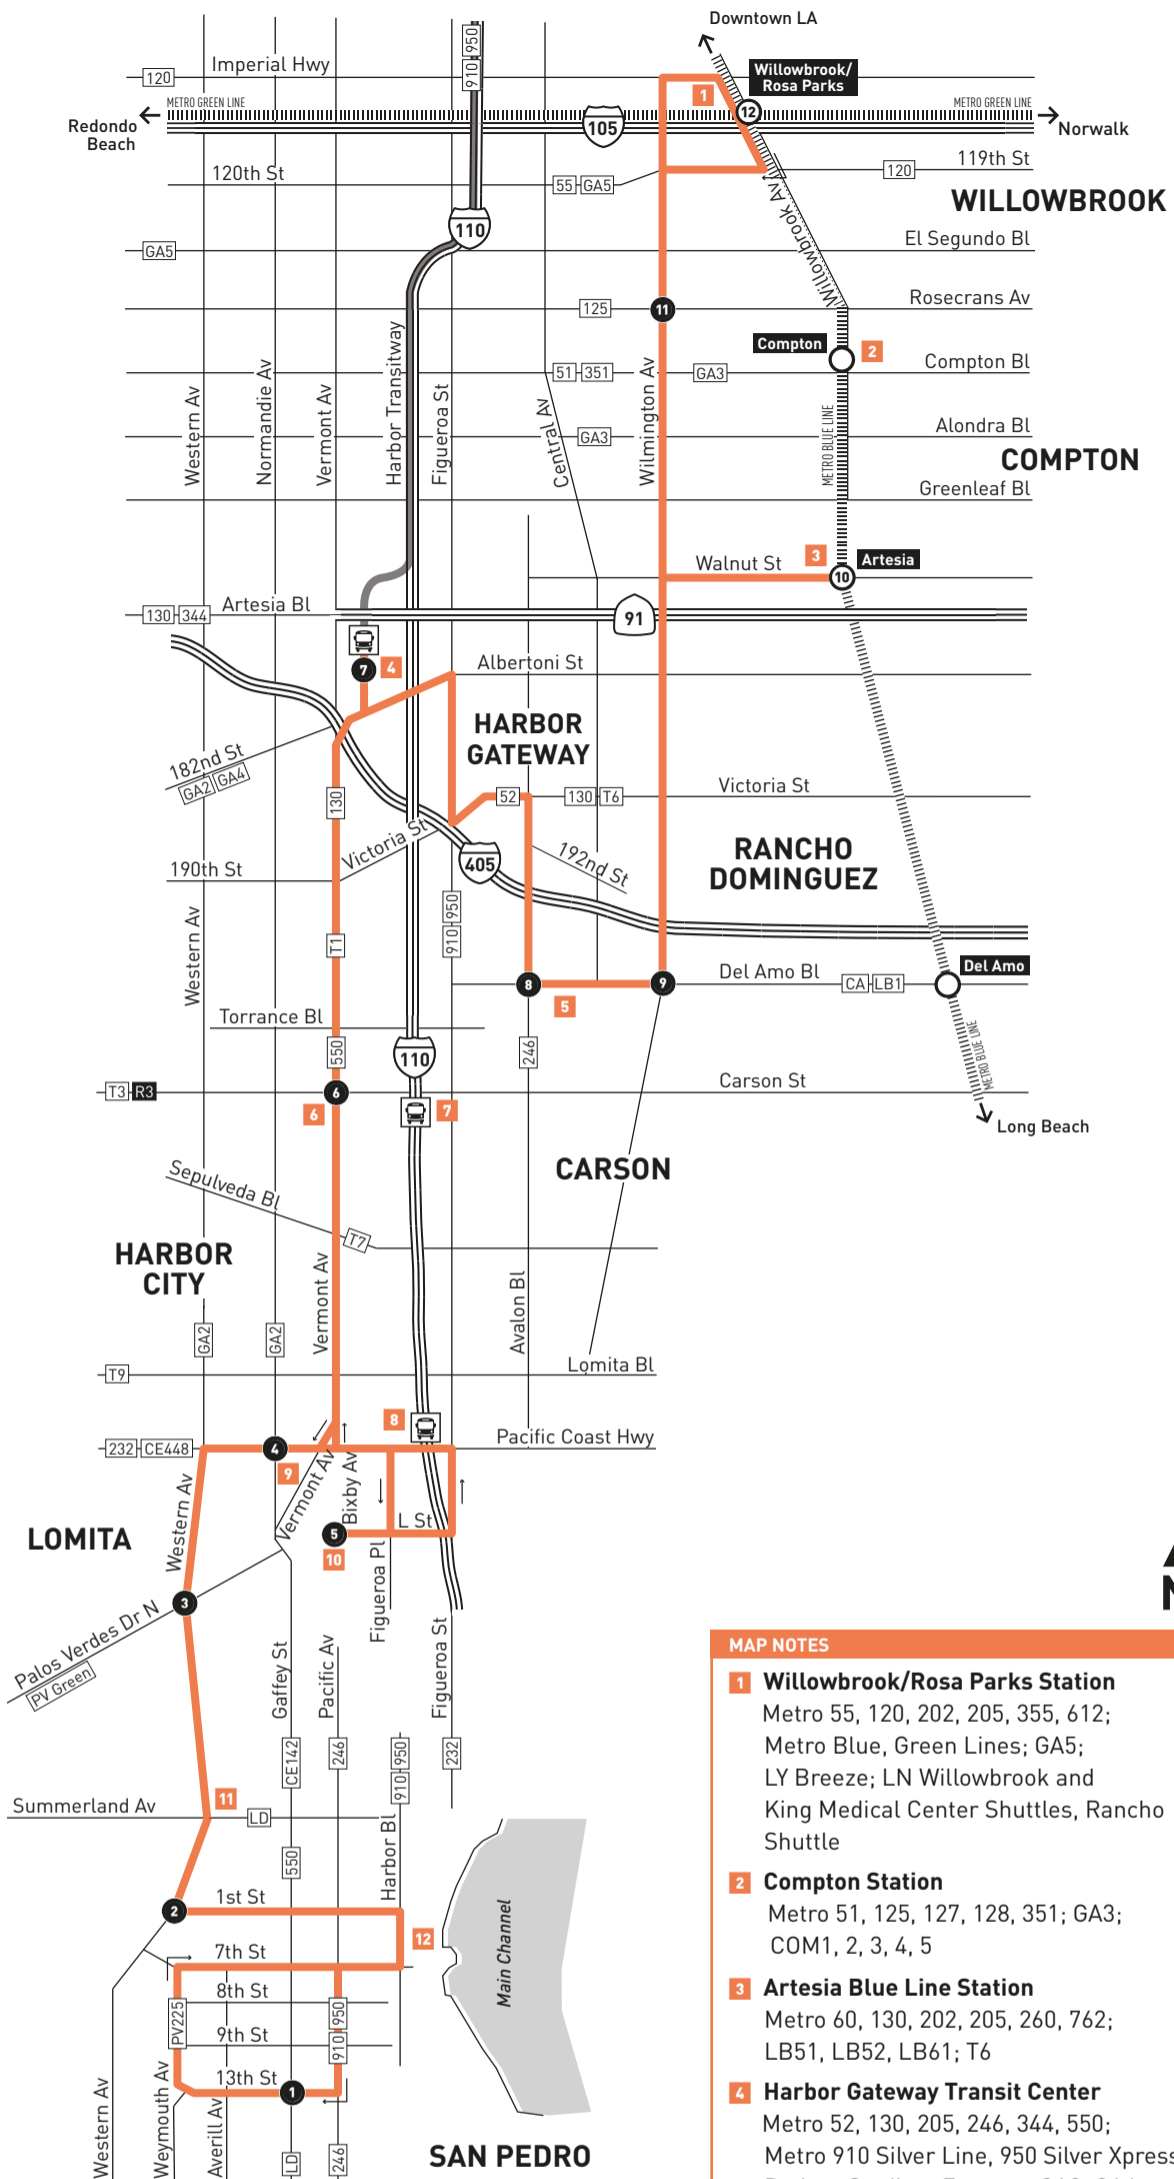 Downtown LA
910 950
Imperial Hwy
120
Willowbrook/
Rosa Parks
1
12
METRO GREEN LINE
METRO GREEN LINE
Redondo
Beach
105
Norwalk
120th St
55 GA5
119th St
120
WILLOWBROOK
110
Willowbrook Av
GA5
El Segundo Bl
125
11
Rosecrans Av
Compton
2
51 351
GA3
Compton Bl
Western Av
Normandie Av
Vermont Av
Harbor Transitway
Figueroa St
Central Av
Wilmington Av
METRO BLUE LINE
GA3
Alondra Bl
COMPTON
Greenleaf Bl
Walnut St
3
Artesia
10
130 344
Artesia Bl
91
7
4
Albertoni St
HARBOR
GATEWAY
182nd St
GA2 GA4
130
52
130 T6
Victoria St
Victoria St
190th St
405
192nd St
RANCHO
DOMINGUEZ
Western Av
T1
910 950
Del Amo Bl
CA LB1
Del Amo
8
5
9
Torrance Bl
METRO BLUE LINE
550
110
246
T3 R3
6
6
7
Carson St
Long Beach
CARSON
Sepulveda Bl
T7
HARBOR
CITY
Vermont Av
Avalon Bl
GA2
GA2
T9
Lomita Bl
8
232 CE448
4
9
Pacific Coast Hwy
Western Av
Vermont Av
Bixby Av
L St
LOMITA
5
10
Figueroa Pl
3
Palos Verdes Dr N
PV Green
N
Gaffey St
Pacific Av
Figueroa St
CE142
246
910 950
232
11
Summerland Av
LD
550
Harbor Bl
1st St
2
12
Main Channel
7th St
8th St
PV225
910 950
9th St
13th St
1
Western Av
Weymouth Av
Averill Av
LD
246
SAN PEDRO
MAP NOTES
1 Willowbrook/Rosa Parks Station
Metro 55, 120, 202, 205, 355, 612;
Metro Blue, Green Lines; GA5;
LY Breeze; LN Willowbrook and
King Medical Center Shuttles, Rancho
Shuttle
2 Compton Station
Metro 51, 125, 127, 128, 351; GA3;
COM1, 2, 3, 4, 5
3 Artesia Blue Line Station
Metro 60, 130, 202, 205, 260, 762;
LB51, LB52, LB61; T6
4 Harbor Gateway Transit Center
Metro 52, 130, 205, 246, 344, 550;
Metro 910 Silver Line, 950 Silver Xpress